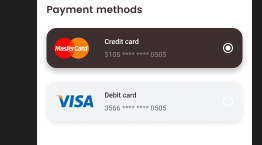 Payment methods
MasterCard
Credit card
5105 **** **** 0505
VISA
Debit card
3566 **** **** 0505